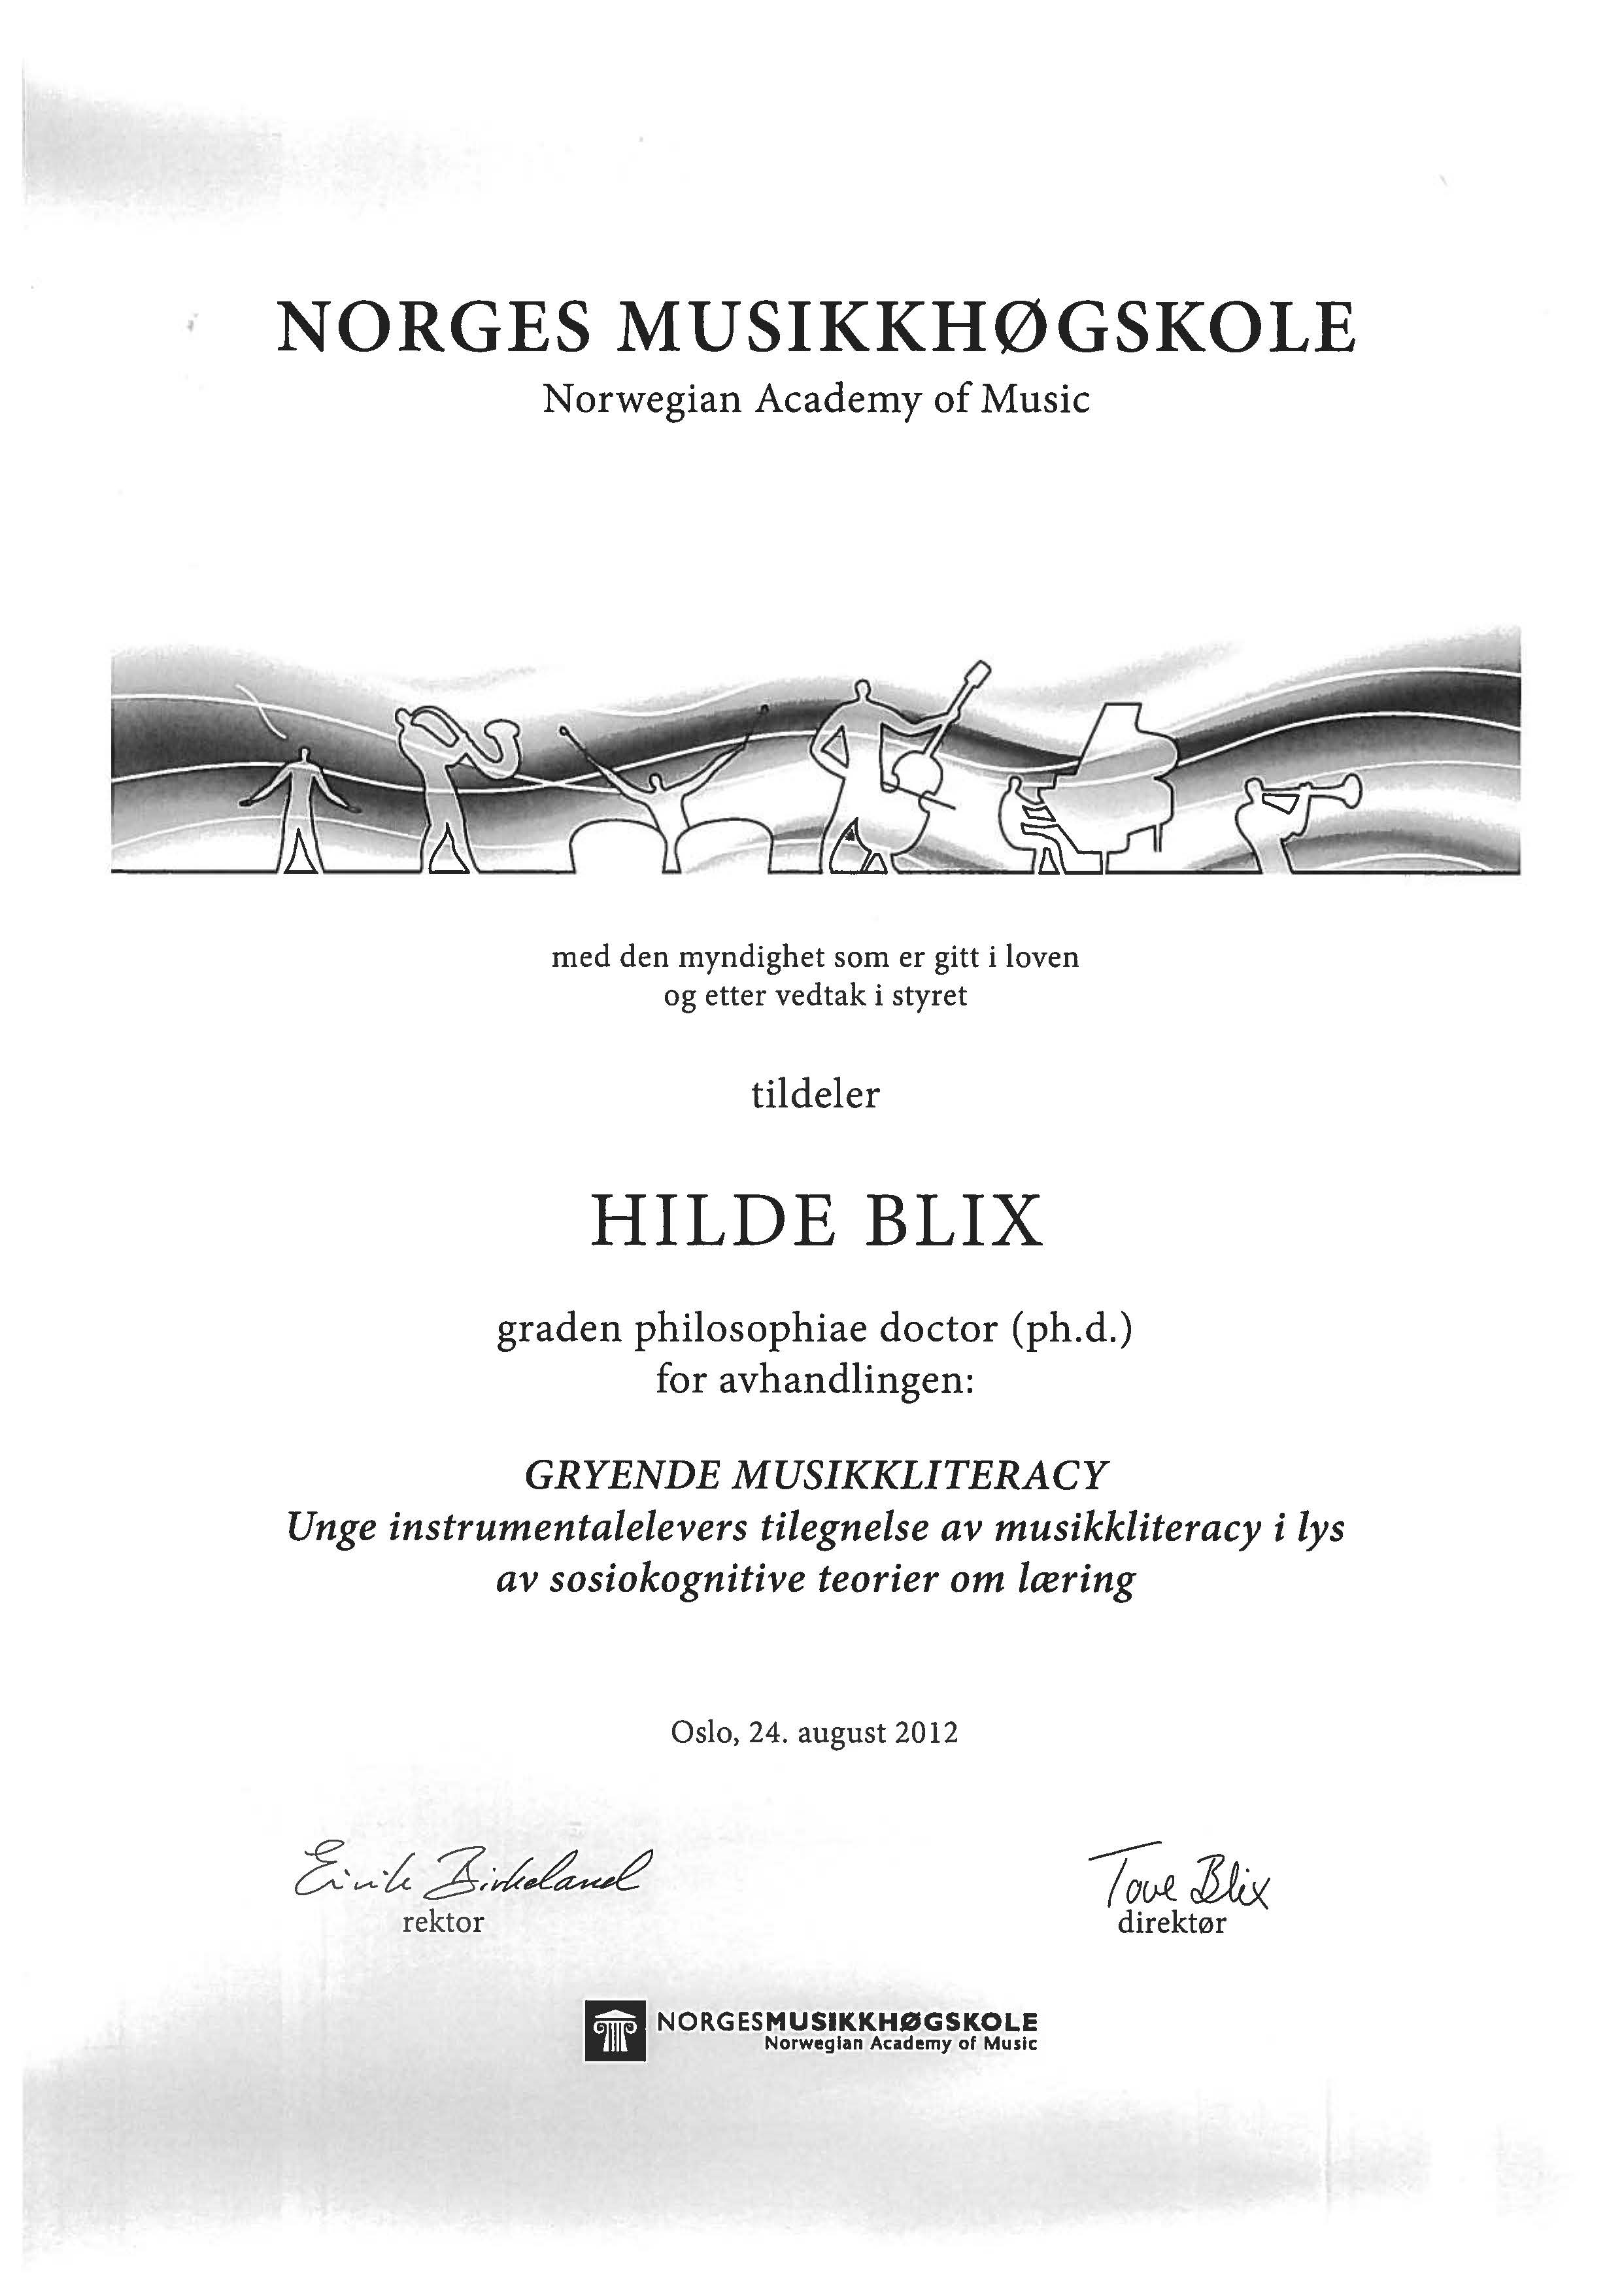 NORGES MUSIKKHØGSKOLE
Norwegian Academy of Music
med den myndighet som er gitt i loven
og etter vedtak i styret
tildeler
HILDE BLIX
graden philosophiae doctor (ph.d.)
for avhandlingen:
GRYENDE MUSIKKLITERACY
Unge instrumentalelevers tilegnelse av musikkliteracy i lys
av sosiokognitive teorier om læring
Oslo, 24. august 2012
Eirik Birkeland
rektor
Tove Blix
direktør
NORGESMUSIKKHØGSKOLE
Norwegian Academy of Music